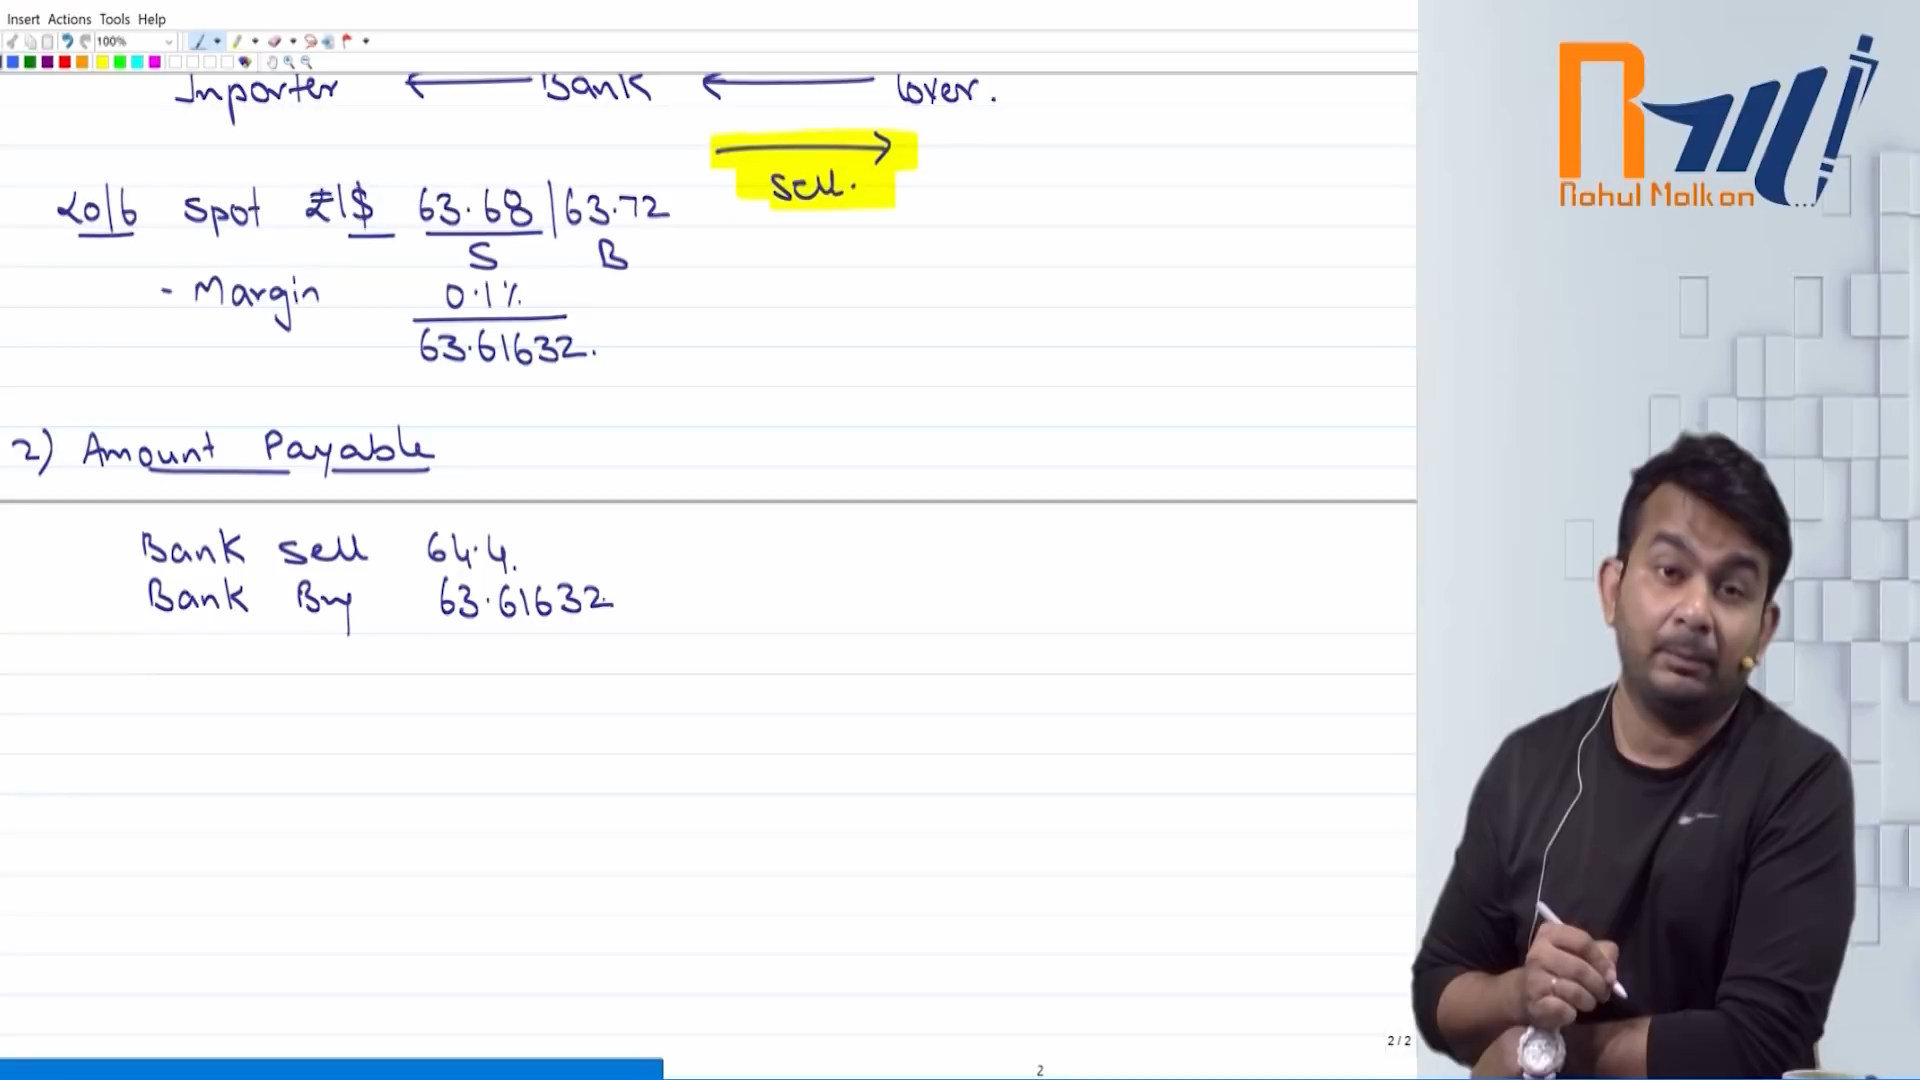 Insert Actions Tools Help
100%
Importer ← Bank ← Cover.
→
Sell.
20/6 Spot ₹/$ 63.68 | 63.72
S B
- Margin 0.1%
63.61632.
2) Amount Payable
Bank Sell 64.4.
Bank Buy 63.61632
2 / 2
2
Rahul Malkan